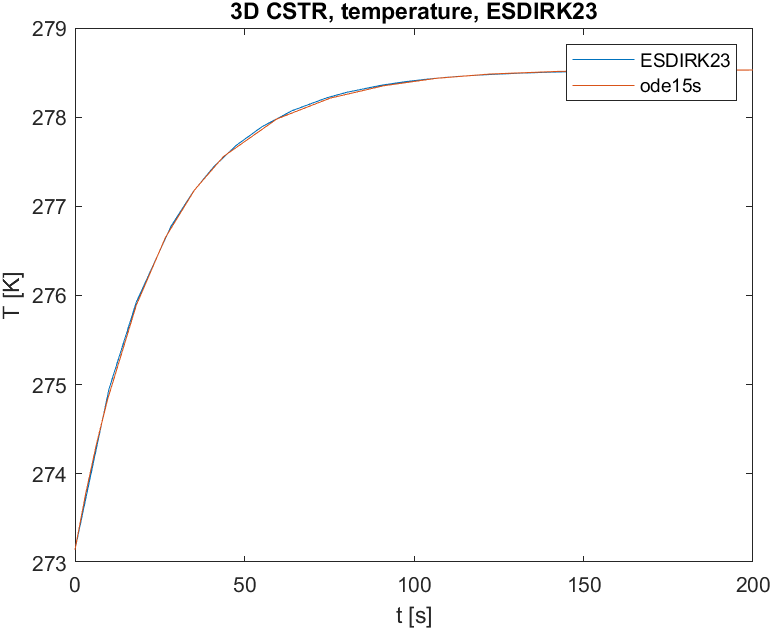 3D CSTR, temperature, ESDIRK23
279
278
277
276
275
274
273
T [K]
ESDIRK23
ode15s
0
50
100
150
200
t [s]